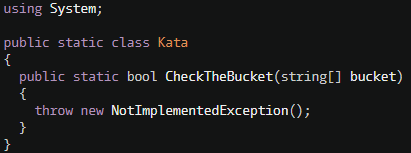 using System;

public static class Kata
{
  public static bool CheckTheBucket(string[] bucket)
  {
    throw new NotImplementedException();
  }
}